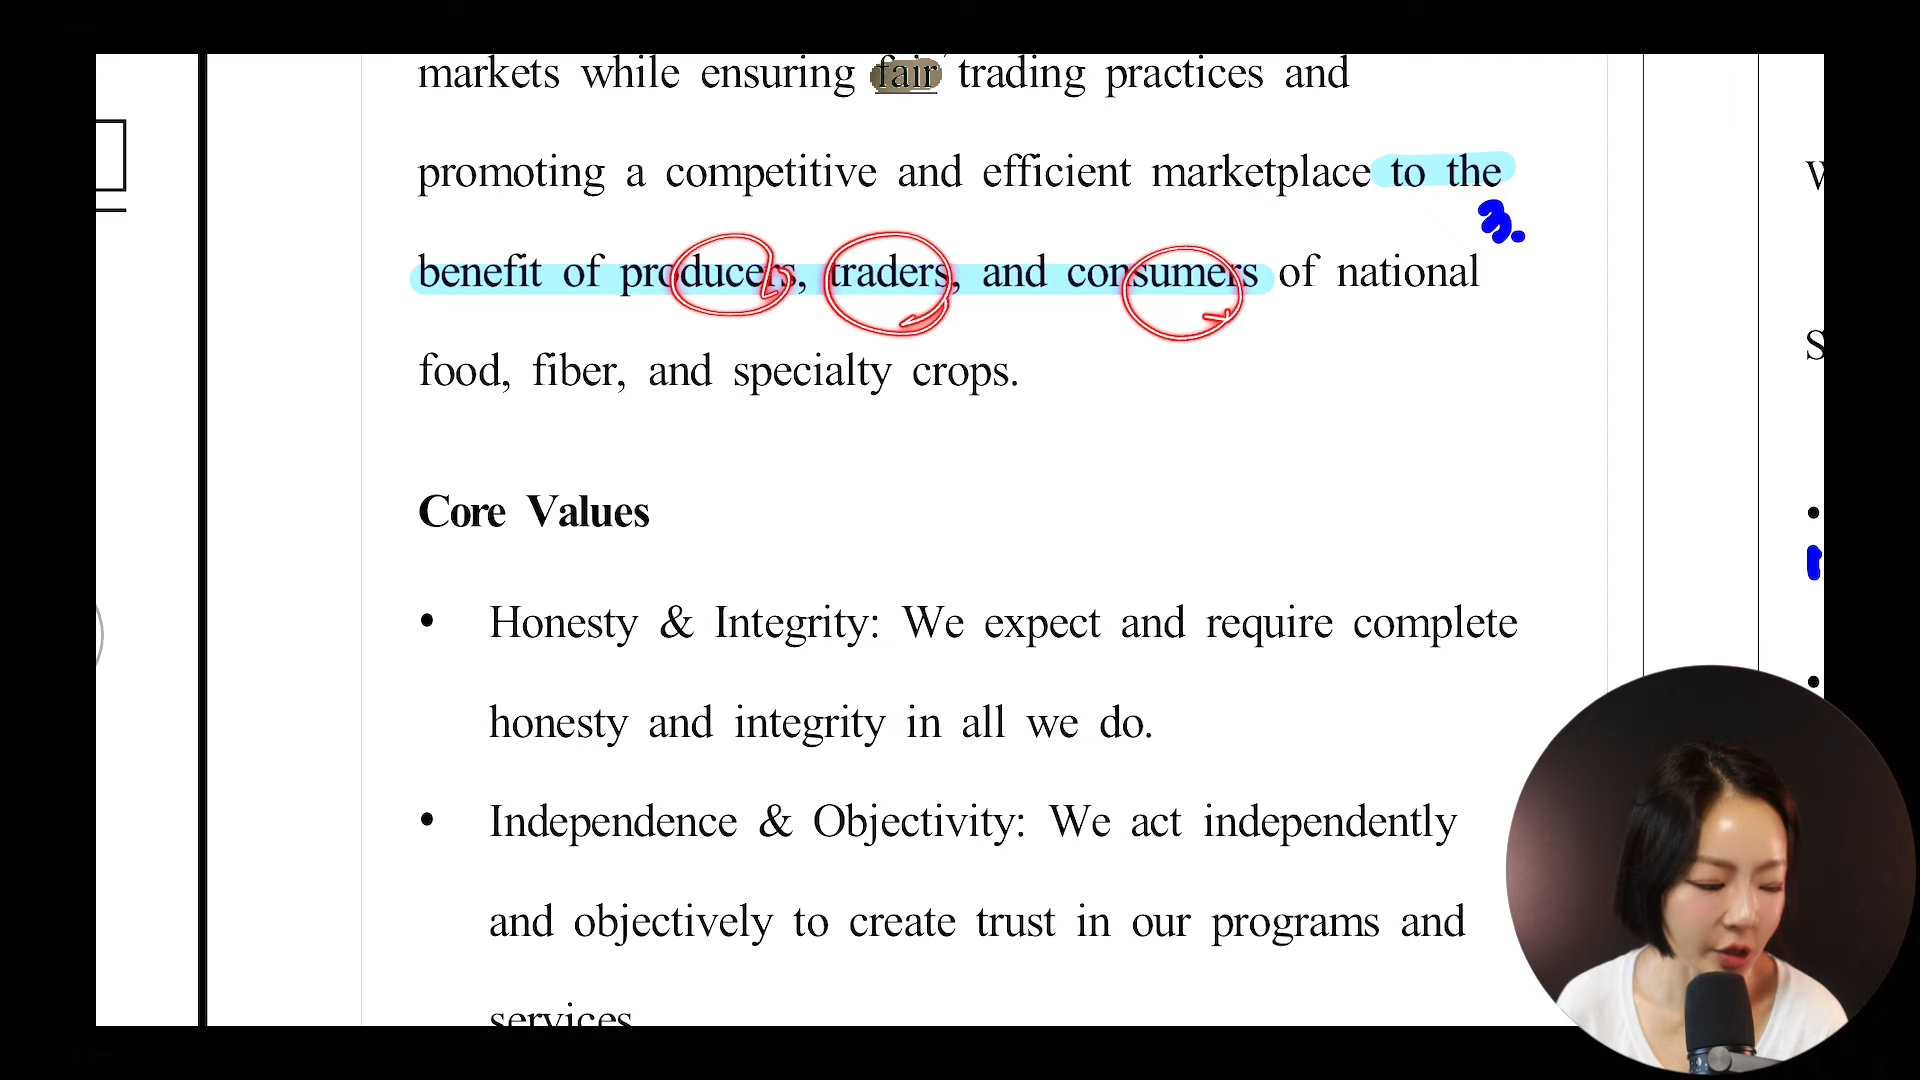 markets while ensuring fair trading practices and
promoting a competitive and efficient marketplace to the
3.
benefit of producers, traders, and consumers of national
food, fiber, and specialty crops.
Core Values
• Honesty & Integrity: We expect and require complete
honesty and integrity in all we do.
• Independence & Objectivity: We act independently
and objectively to create trust in our programs and
services